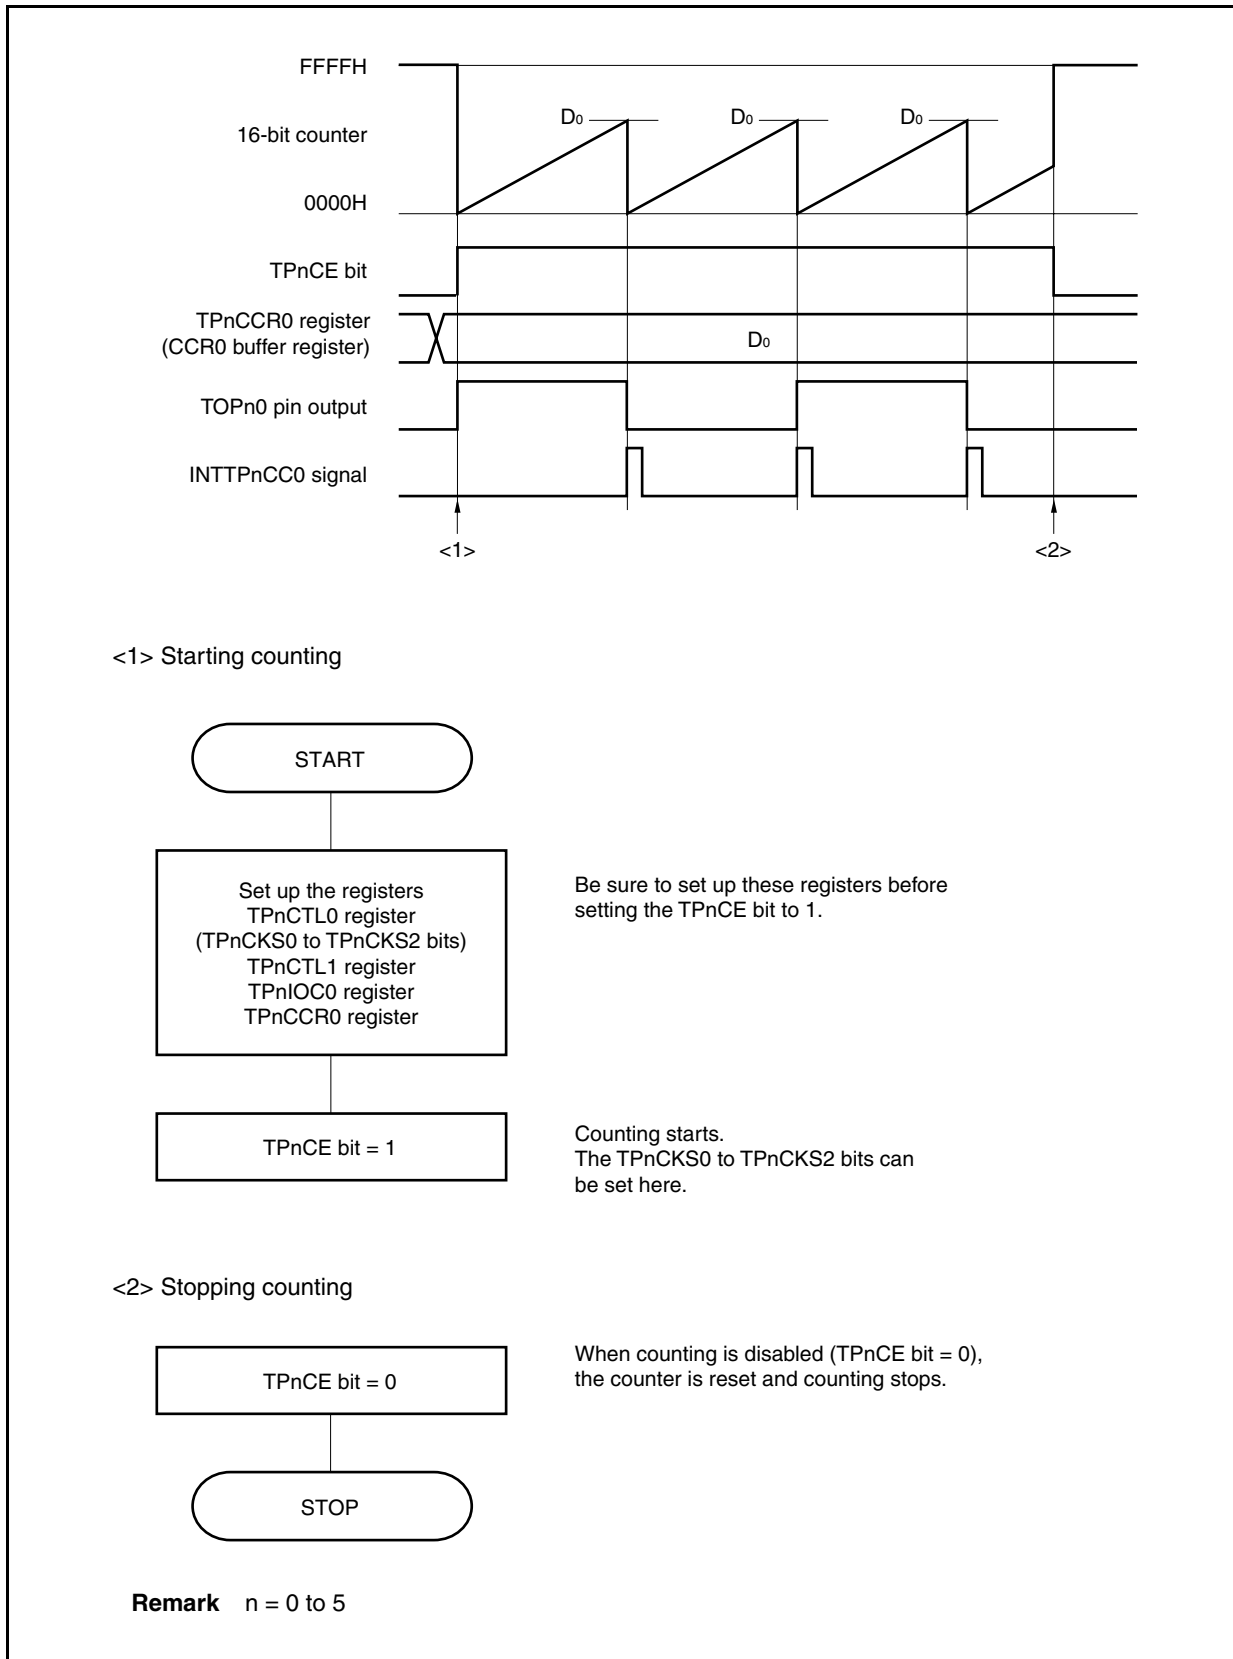 FFFFH
D0 D0 D0
16-bit counter
0000H
TPnCE bit
TPnCCR0 register
(CCR0 buffer register)
D0
TOPn0 pin output
INTTPnCC0 signal
<1> <2>
<1> Starting counting
START
Set up the registers
TPnCTL0 register
(TPnCKS0 to TPnCKS2 bits)
TPnCTL1 register
TPnIOC0 register
TPnCCR0 register
Be sure to set up these registers before
setting the TPnCE bit to 1.
TPnCE bit = 1
Counting starts.
The TPnCKS0 to TPnCKS2 bits can
be set here.
<2> Stopping counting
TPnCE bit = 0
When counting is disabled (TPnCE bit = 0),
the counter is reset and counting stops.
STOP
Remark n = 0 to 5